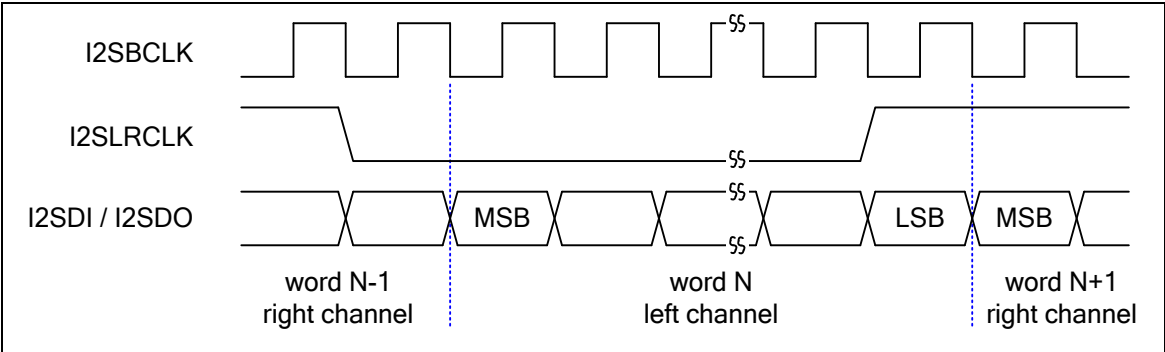 I2SBCLK
I2SLRCLK
I2SDI / I2SDO
MSB
LSB
MSB
word N-1
right channel
word N
left channel
word N+1
right channel